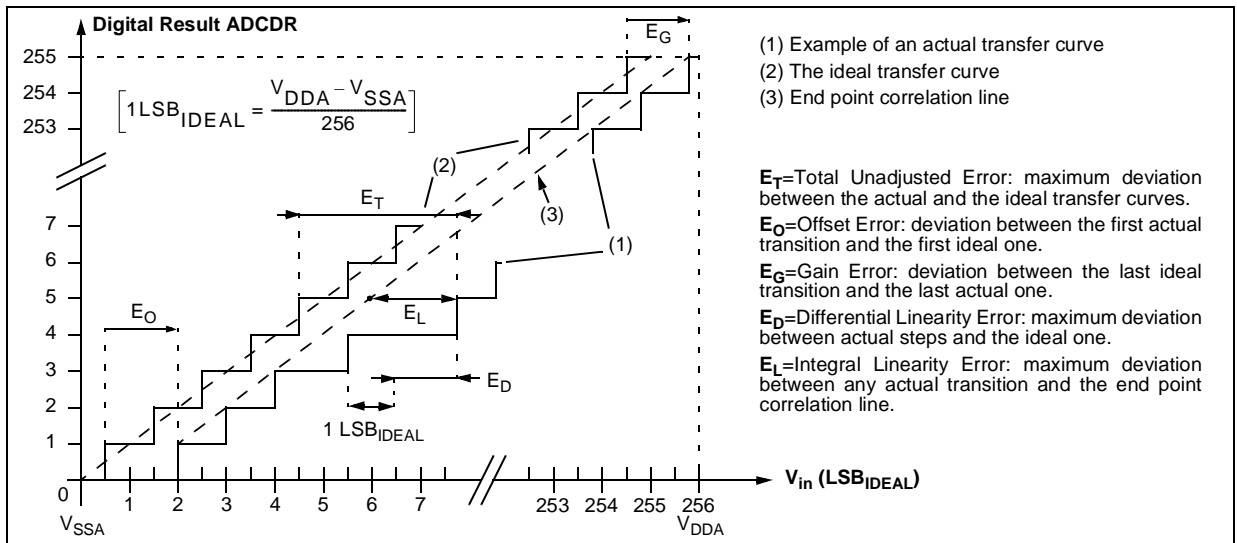 Digital Result ADCDR
E_G
255
254
253
1LSB_IDEAL = (V_DDA – V_SSA) / 256
(2)
E_T
(3)
7
6
(1)
5
E_O
E_L
4
3
E_D
2
1 LSB_IDEAL
1
0
1 2 3 4 5 6 7 253 254 255 256
V_in (LSB_IDEAL)
V_SSA
V_DDA
(1) Example of an actual transfer curve
(2) The ideal transfer curve
(3) End point correlation line
E_T=Total Unadjusted Error: maximum deviation
between the actual and the ideal transfer curves.
E_O=Offset Error: deviation between the first actual
transition and the first ideal one.
E_G=Gain Error: deviation between the last ideal
transition and the last actual one.
E_D=Differential Linearity Error: maximum deviation
between actual steps and the ideal one.
E_L=Integral Linearity Error: maximum deviation
between any actual transition and the end point
correlation line.
(1)